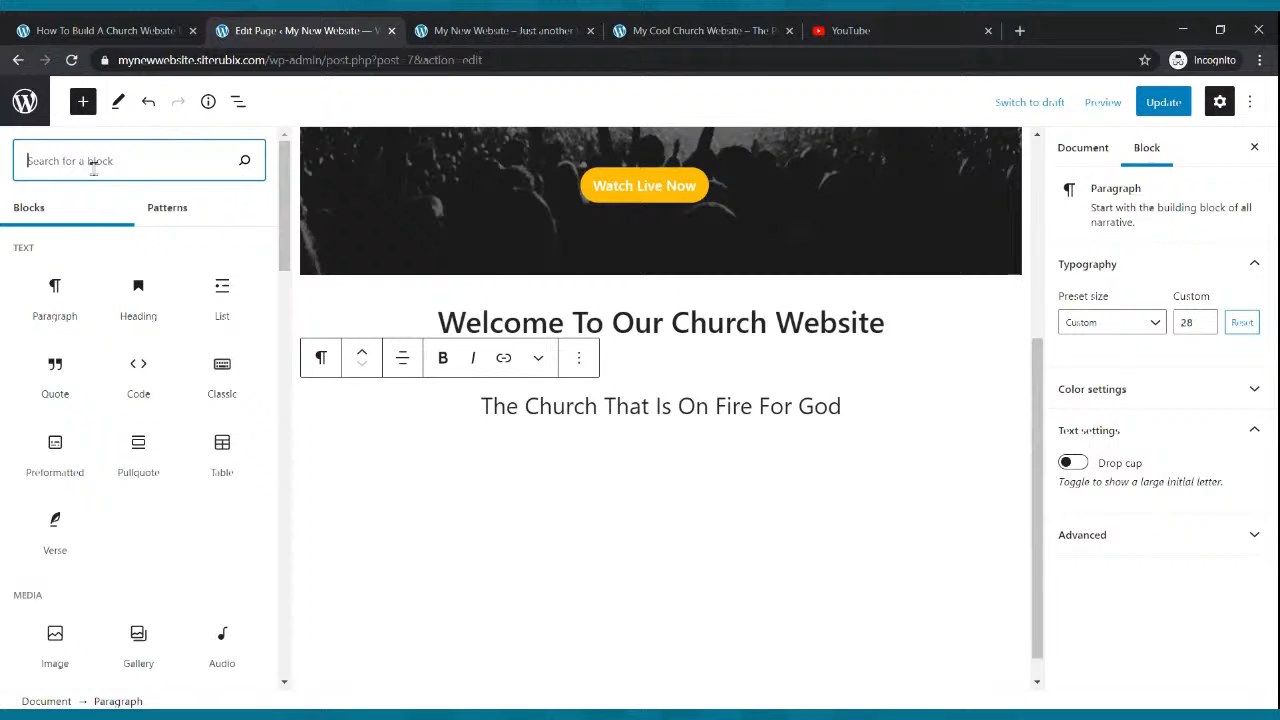 How To Build A Church Website
Edit Page ‹ My New Website —
My New Website – Just another
My Cool Church Website – The
YouTube
mynewwebsite.siterubix.com/wp-admin/post.php?post=7&action=edit
Incognito
Switch to draft
Preview
Update
Search for a block
Blocks
Patterns
TEXT
Paragraph
Heading
List
Quote
Code
Classic
Preformatted
Pullquote
Table
Verse
MEDIA
Image
Gallery
Audio
Watch Live Now
Welcome To Our Church Website
B I
The Church That Is On Fire For God
Document
Block
Paragraph
Start with the building block of all
narrative.
Typography
Preset size
Custom
Custom
28
Reset
Color settings
Text settings
Drop cap
Toggle to show a large initial letter.
Advanced
Document → Paragraph